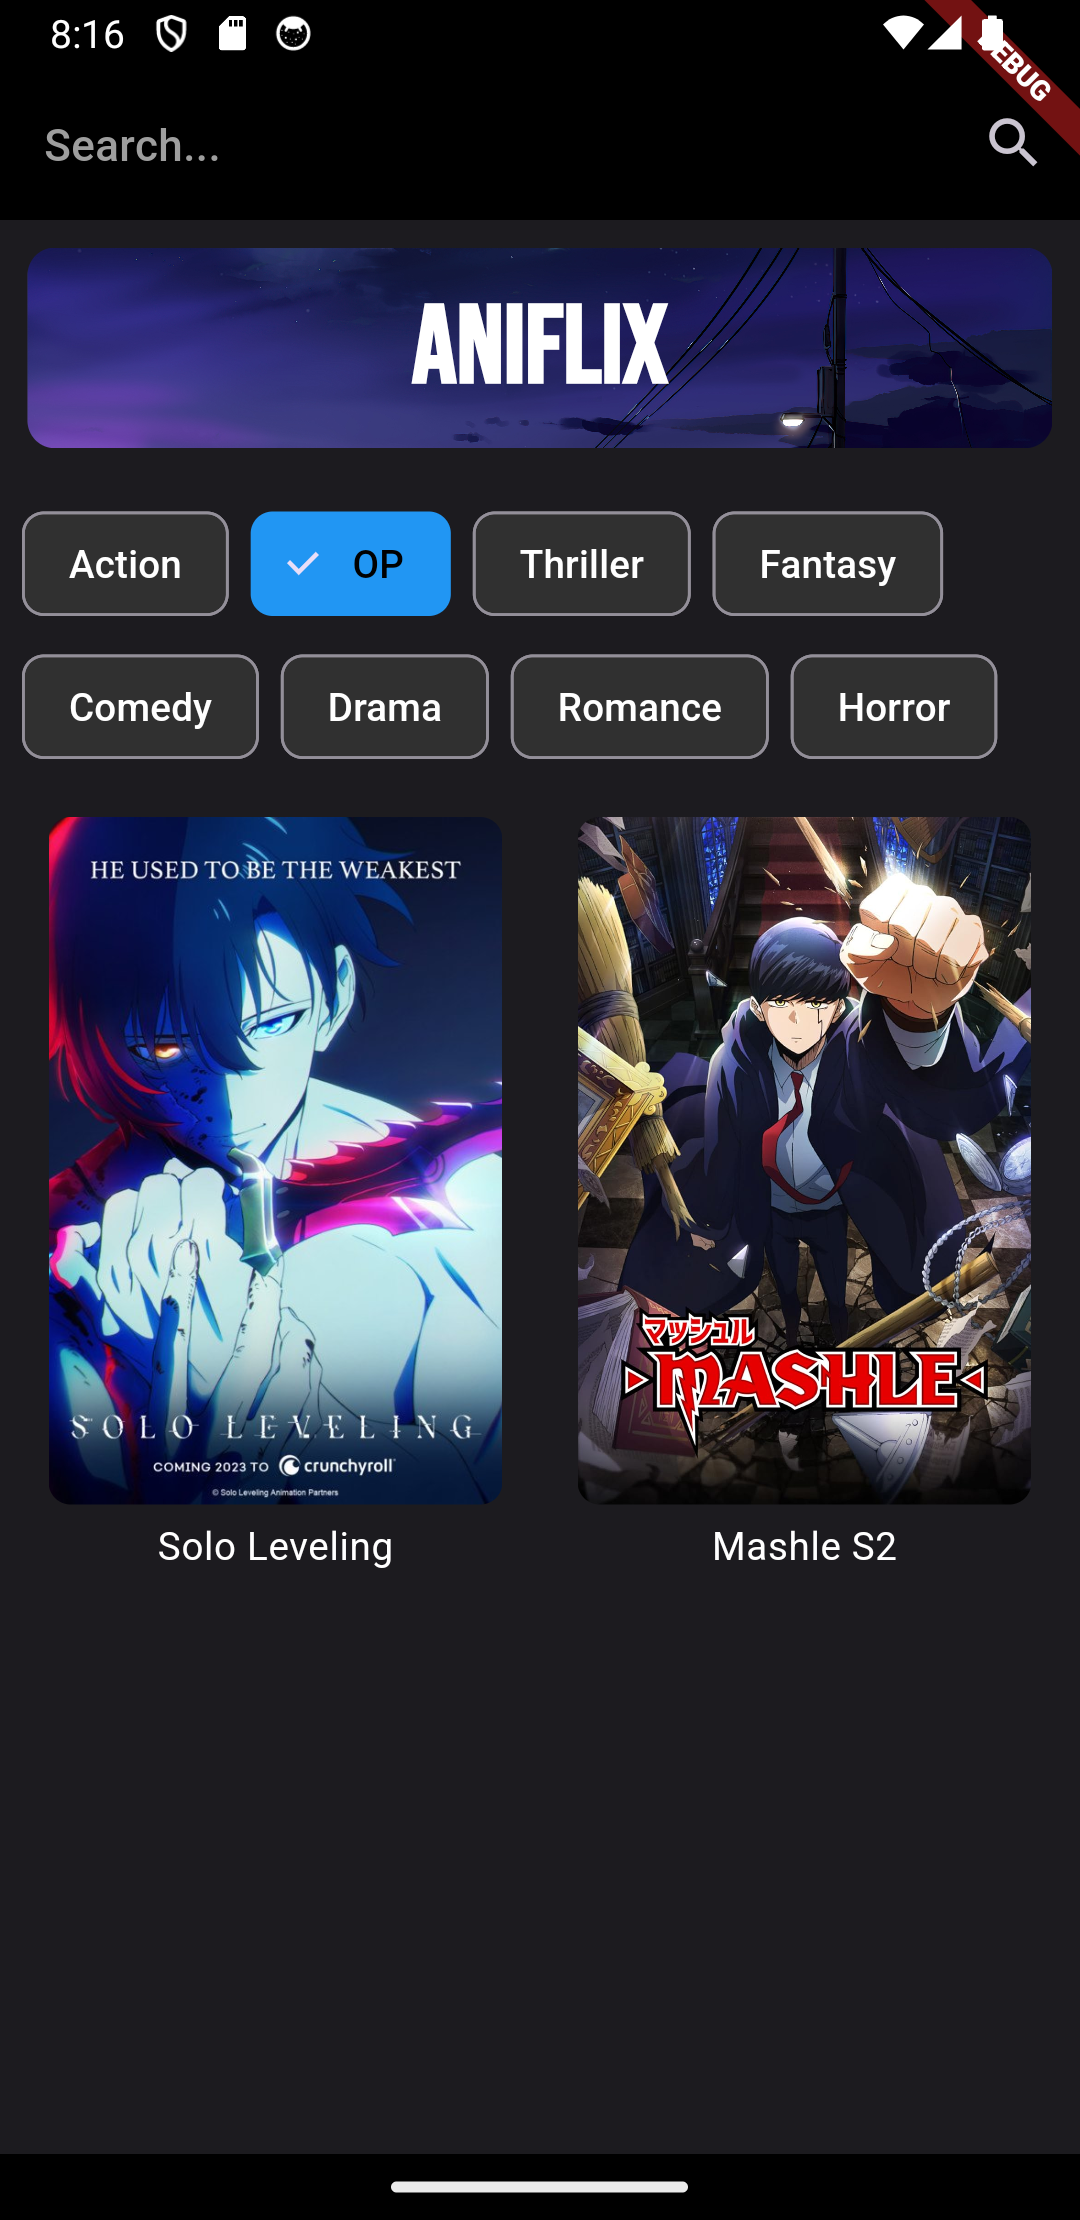 8:16
DEBUG
Search...
ANIFLIX
Action
OP
Thriller
Fantasy
Comedy
Drama
Romance
Horror
HE USED TO BE THE WEAKEST
SOLO LEVELING
COMING 2023 TO crunchyroll
© Solo Leveling Animation Partners
マッシュル
MASHLE
Solo Leveling
Mashle S2